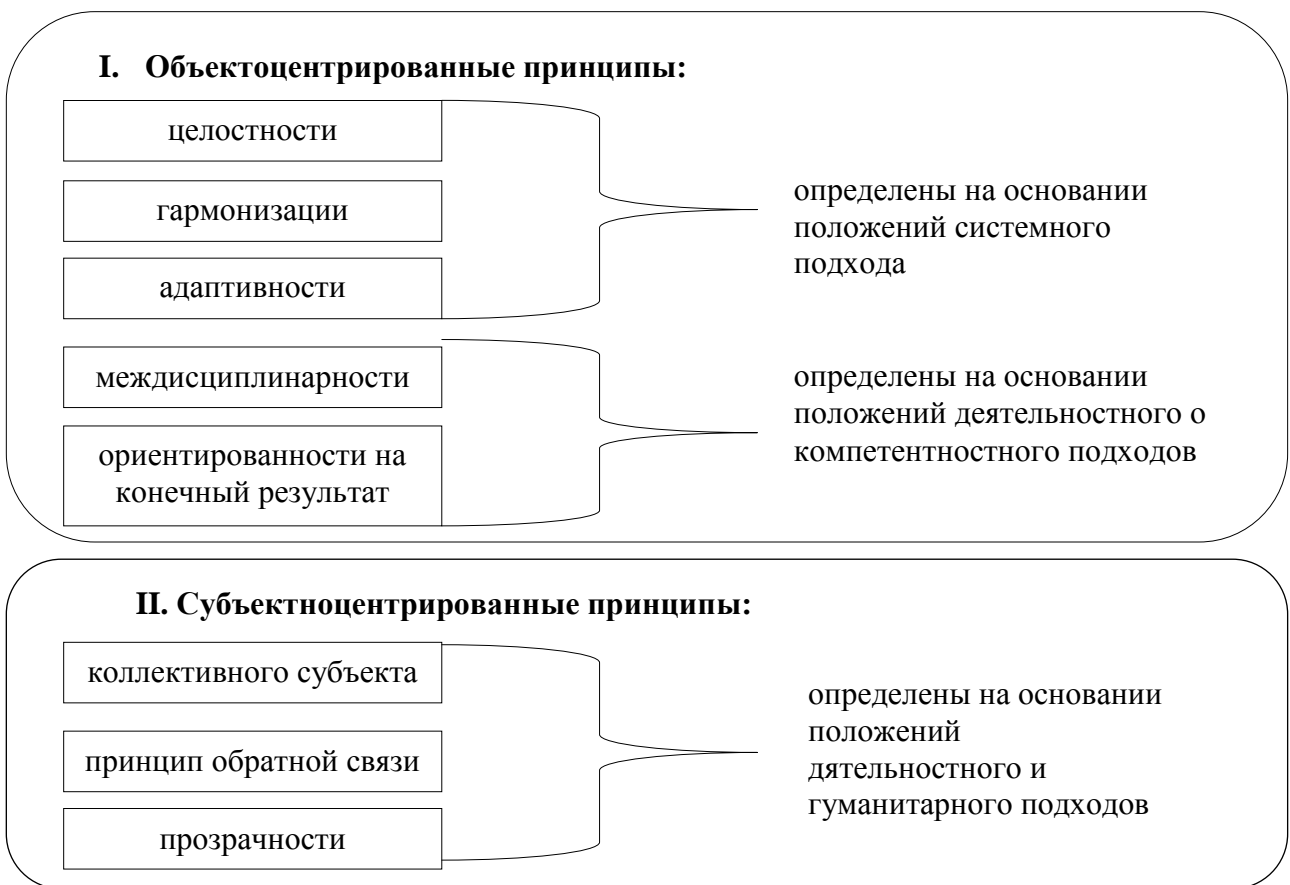 I. Объектоцентрированные принципы:
целостности
гармонизации
адаптивности
определены на основании
положений системного
подхода
междисциплинарности
ориентированности на
конечный результат
определены на основании
положений деятельностного о
компетентностного подходов
II. Субъектноцентрированные принципы:
коллективного субъекта
принцип обратной связи
прозрачности
определены на основании
положений
дятельностного и
гуманитарного подходов